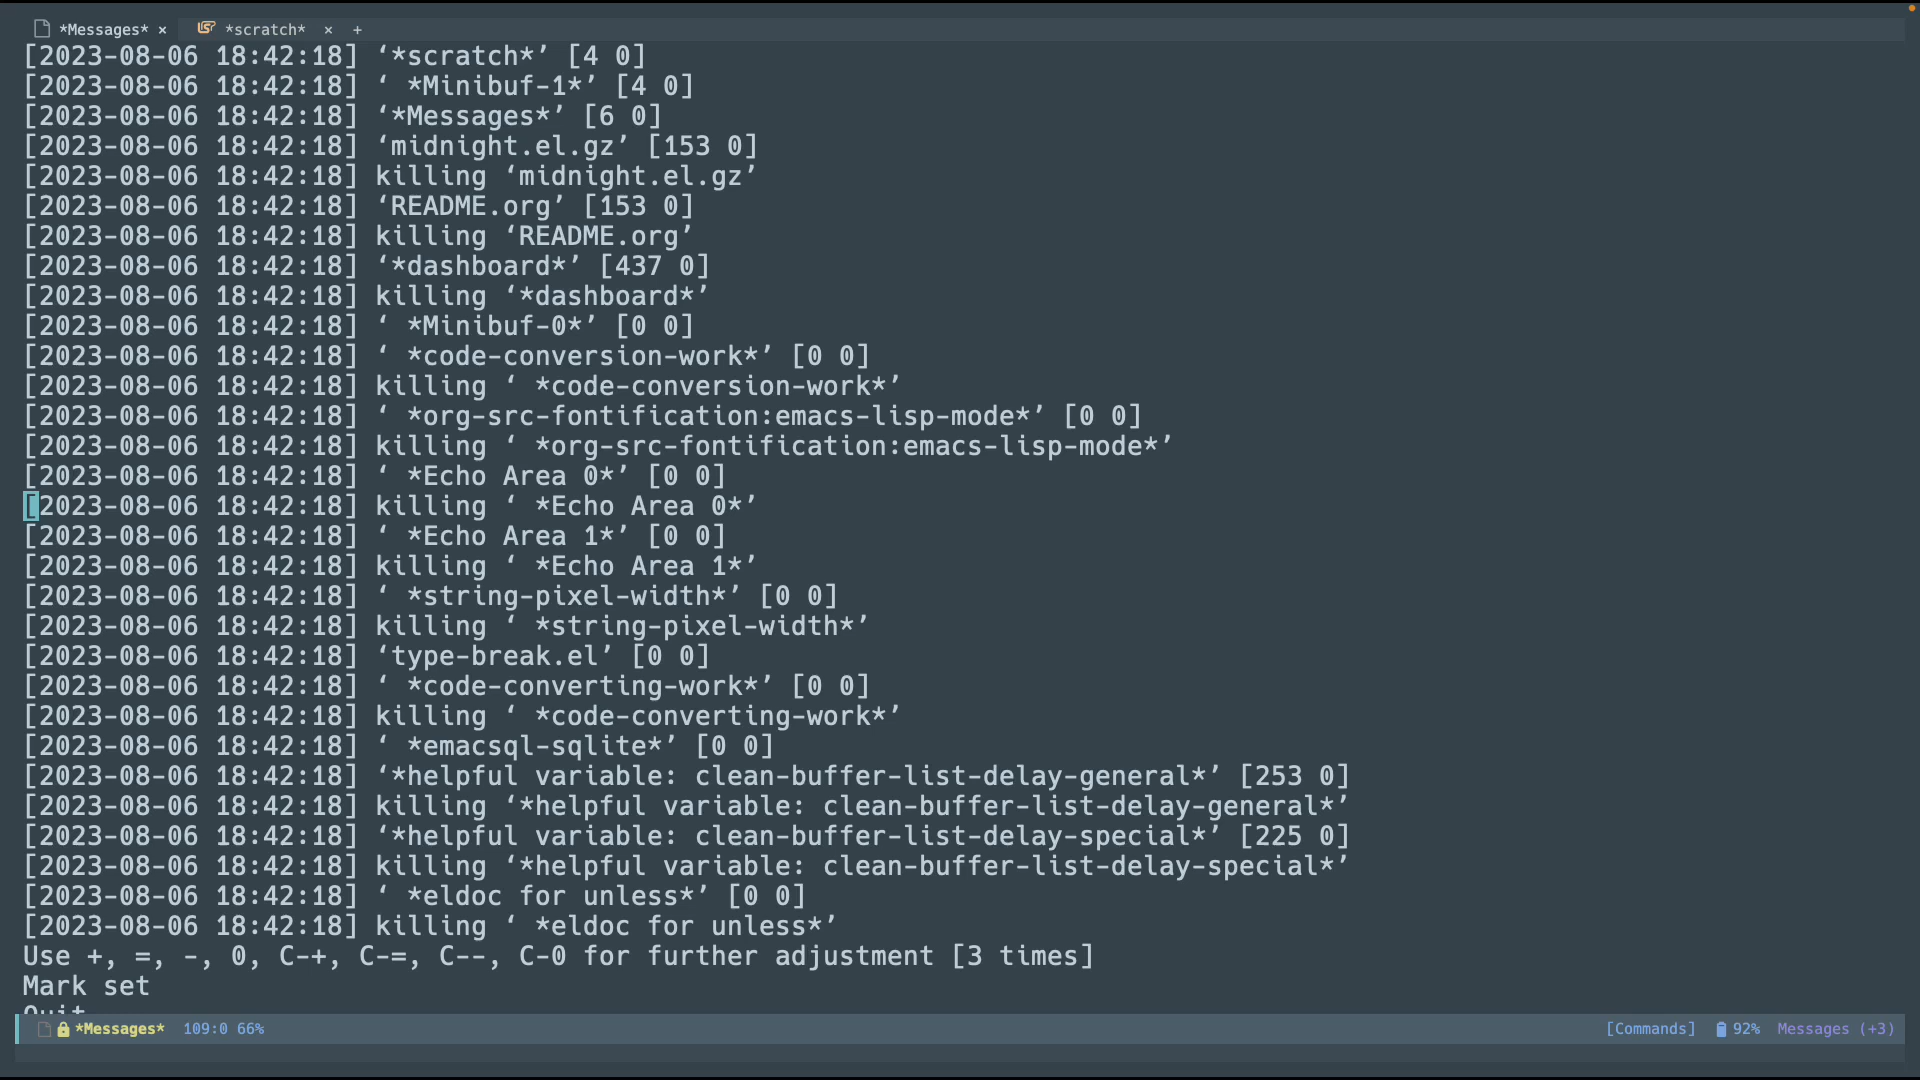 *Messages* × *scratch* × +
[2023-08-06 18:42:18] ‘*scratch*’ [4 0]
[2023-08-06 18:42:18] ‘ *Minibuf-1*’ [4 0]
[2023-08-06 18:42:18] ‘*Messages*’ [6 0]
[2023-08-06 18:42:18] ‘midnight.el.gz’ [153 0]
[2023-08-06 18:42:18] killing ‘midnight.el.gz’
[2023-08-06 18:42:18] ‘README.org’ [153 0]
[2023-08-06 18:42:18] killing ‘README.org’
[2023-08-06 18:42:18] ‘*dashboard*’ [437 0]
[2023-08-06 18:42:18] killing ‘*dashboard*’
[2023-08-06 18:42:18] ‘ *Minibuf-0*’ [0 0]
[2023-08-06 18:42:18] ‘ *code-conversion-work*’ [0 0]
[2023-08-06 18:42:18] killing ‘ *code-conversion-work*’
[2023-08-06 18:42:18] ‘ *org-src-fontification:emacs-lisp-mode*’ [0 0]
[2023-08-06 18:42:18] killing ‘ *org-src-fontification:emacs-lisp-mode*’
[2023-08-06 18:42:18] ‘ *Echo Area 0*’ [0 0]
[2023-08-06 18:42:18] killing ‘ *Echo Area 0*’
[2023-08-06 18:42:18] ‘ *Echo Area 1*’ [0 0]
[2023-08-06 18:42:18] killing ‘ *Echo Area 1*’
[2023-08-06 18:42:18] ‘ *string-pixel-width*’ [0 0]
[2023-08-06 18:42:18] killing ‘ *string-pixel-width*’
[2023-08-06 18:42:18] ‘type-break.el’ [0 0]
[2023-08-06 18:42:18] ‘ *code-converting-work*’ [0 0]
[2023-08-06 18:42:18] killing ‘ *code-converting-work*’
[2023-08-06 18:42:18] ‘ *emacsql-sqlite*’ [0 0]
[2023-08-06 18:42:18] ‘*helpful variable: clean-buffer-list-delay-general*’ [253 0]
[2023-08-06 18:42:18] killing ‘*helpful variable: clean-buffer-list-delay-general*’
[2023-08-06 18:42:18] ‘*helpful variable: clean-buffer-list-delay-special*’ [225 0]
[2023-08-06 18:42:18] killing ‘*helpful variable: clean-buffer-list-delay-special*’
[2023-08-06 18:42:18] ‘ *eldoc for unless*’ [0 0]
[2023-08-06 18:42:18] killing ‘ *eldoc for unless*’
Use +, =, -, 0, C-+, C-=, C--, C-0 for further adjustment [3 times]
Mark set
Quit
*Messages* 109:0 66% [Commands] 92% Messages (+3)